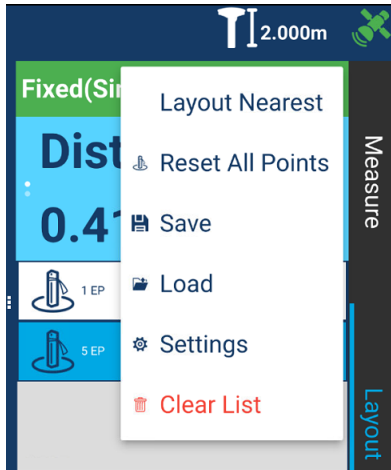 2.000m
Fixed(Sir
Dist
0.41
1 EP
5 EP
Layout Nearest
Reset All Points
Save
Load
Settings
Clear List
Measure
Layout